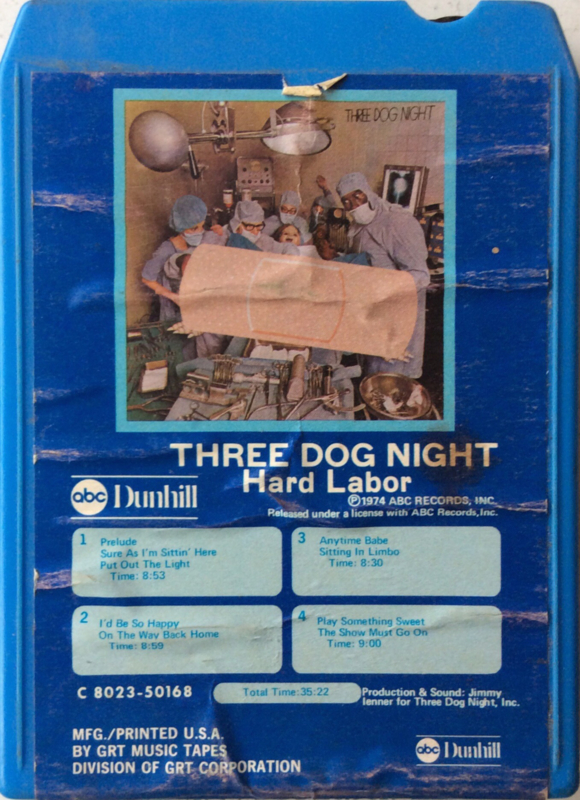 THREE DOG NIGHT
THREE DOG NIGHT
Hard Labor
abc Dunhill
℗1974 ABC RECORDS, INC.
Released under a license with ABC Records,Inc.
1 Prelude
Sure As I'm Sittin' Here
Put Out The Light
Time: 8:53
3 Anytime Babe
Sitting In Limbo
Time: 8:30
2 I'd Be So Happy
On The Way Back Home
Time: 8:59
4 Play Something Sweet
The Show Must Go On
Time: 9:00
C 8023-50168
Total Time:35:22
Production & Sound: Jimmy
Ienner for Three Dog Night, Inc.
MFG./PRINTED U.S.A.
BY GRT MUSIC TAPES
DIVISION OF GRT CORPORATION
abc Dunhill